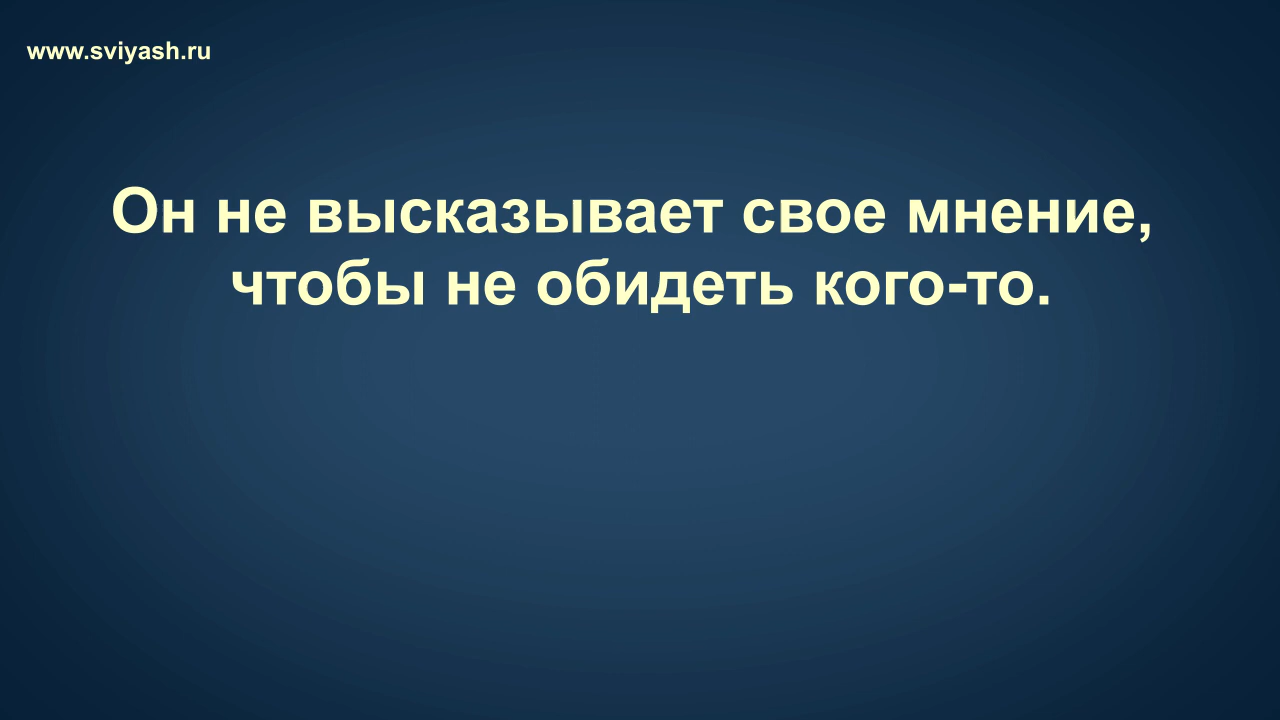 www.sviyash.ru
Он не высказывает свое мнение,
чтобы не обидеть кого-то.